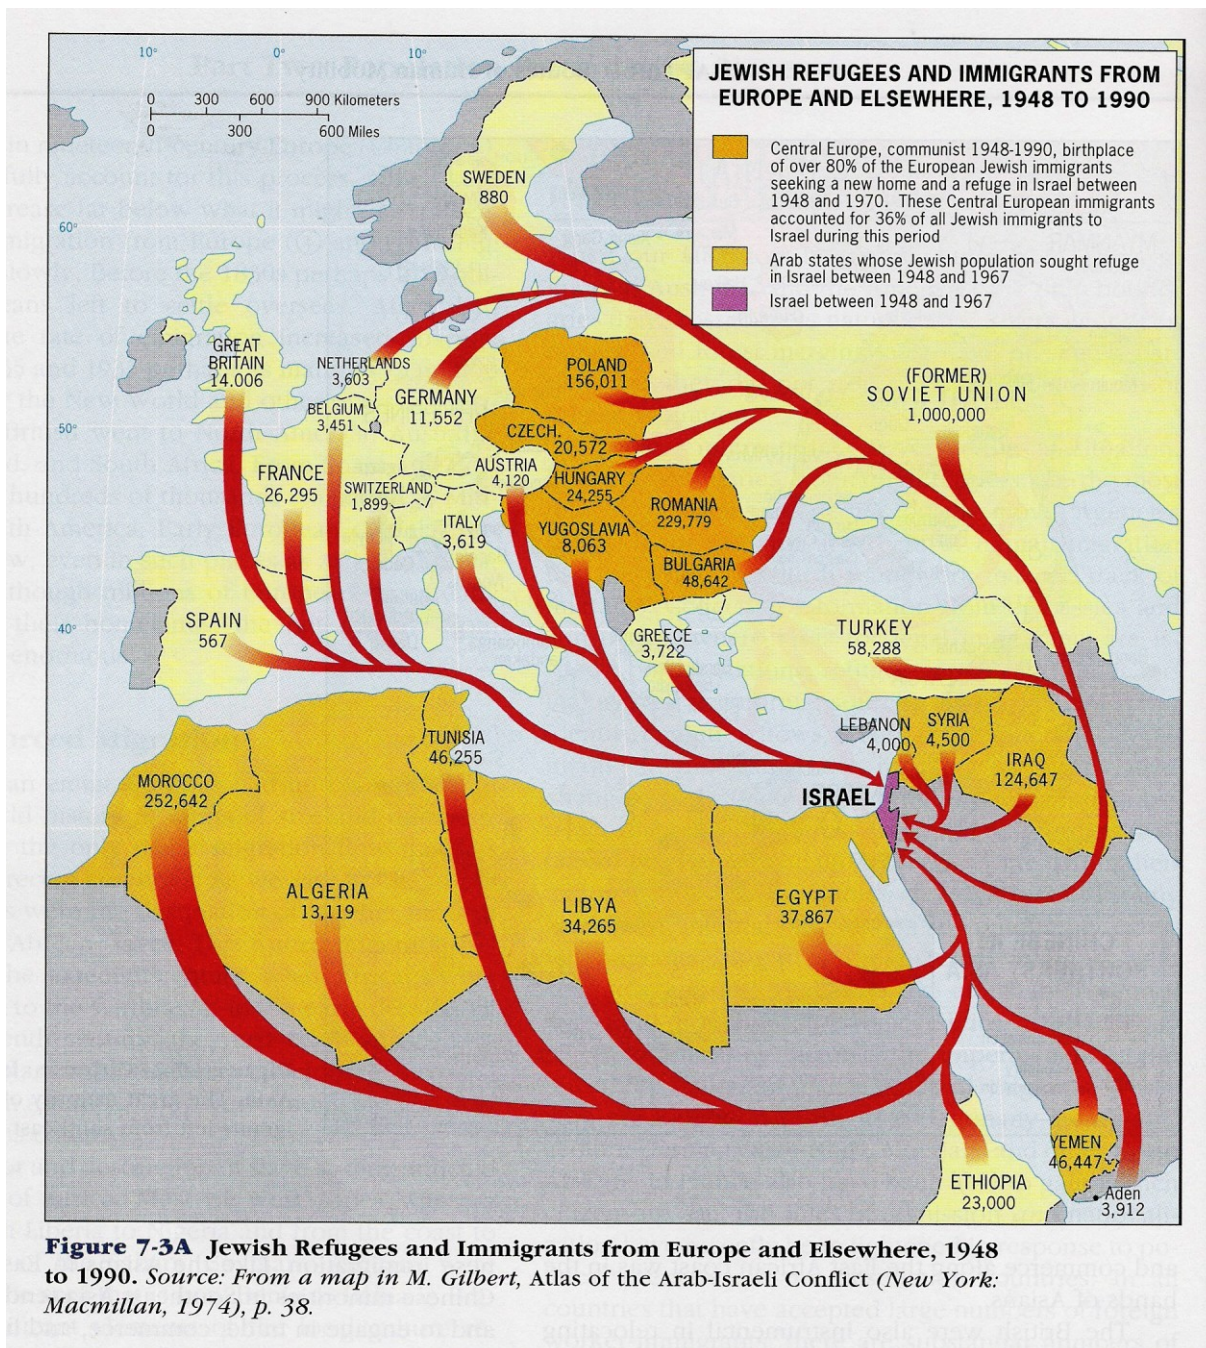 10°
0°
10°
0 300 600 900 Kilometers
0 300 600 Miles
60°
50°
40°
JEWISH REFUGEES AND IMMIGRANTS FROM
EUROPE AND ELSEWHERE, 1948 TO 1990
Central Europe, communist 1948-1990, birthplace
of over 80% of the European Jewish immigrants
seeking a new home and a refuge in Israel between
1948 and 1970. These Central European immigrants
accounted for 36% of all Jewish immigrants to
Israel during this period
Arab states whose Jewish population sought refuge
in Israel between 1948 and 1967
Israel between 1948 and 1967
SWEDEN
880
GREAT
BRITAIN
14.006
NETHERLANDS
3,603
BELGIUM
3,451
GERMANY
11,552
POLAND
156,011
(FORMER)
SOVIET UNION
1,000,000
CZECH.
20,572
FRANCE
26,295
SWITZERLAND
1,899
AUSTRIA
4,120
HUNGARY
24,255
ROMANIA
229,779
ITALY
3,619
YUGOSLAVIA
8,063
BULGARIA
48,642
SPAIN
567
GREECE
3,722
TURKEY
58,288
LEBANON
4,000
SYRIA
4,500
IRAQ
124,647
ISRAEL
TUNISIA
46,255
MOROCCO
252,642
ALGERIA
13,119
LIBYA
34,265
EGYPT
37,867
YEMEN
46,447
ETHIOPIA
23,000
Aden
3,912
Figure 7-3A Jewish Refugees and Immigrants from Europe and Elsewhere, 1948
to 1990. Source: From a map in M. Gilbert, Atlas of the Arab-Israeli Conflict (New York:
Macmillan, 1974), p. 38.